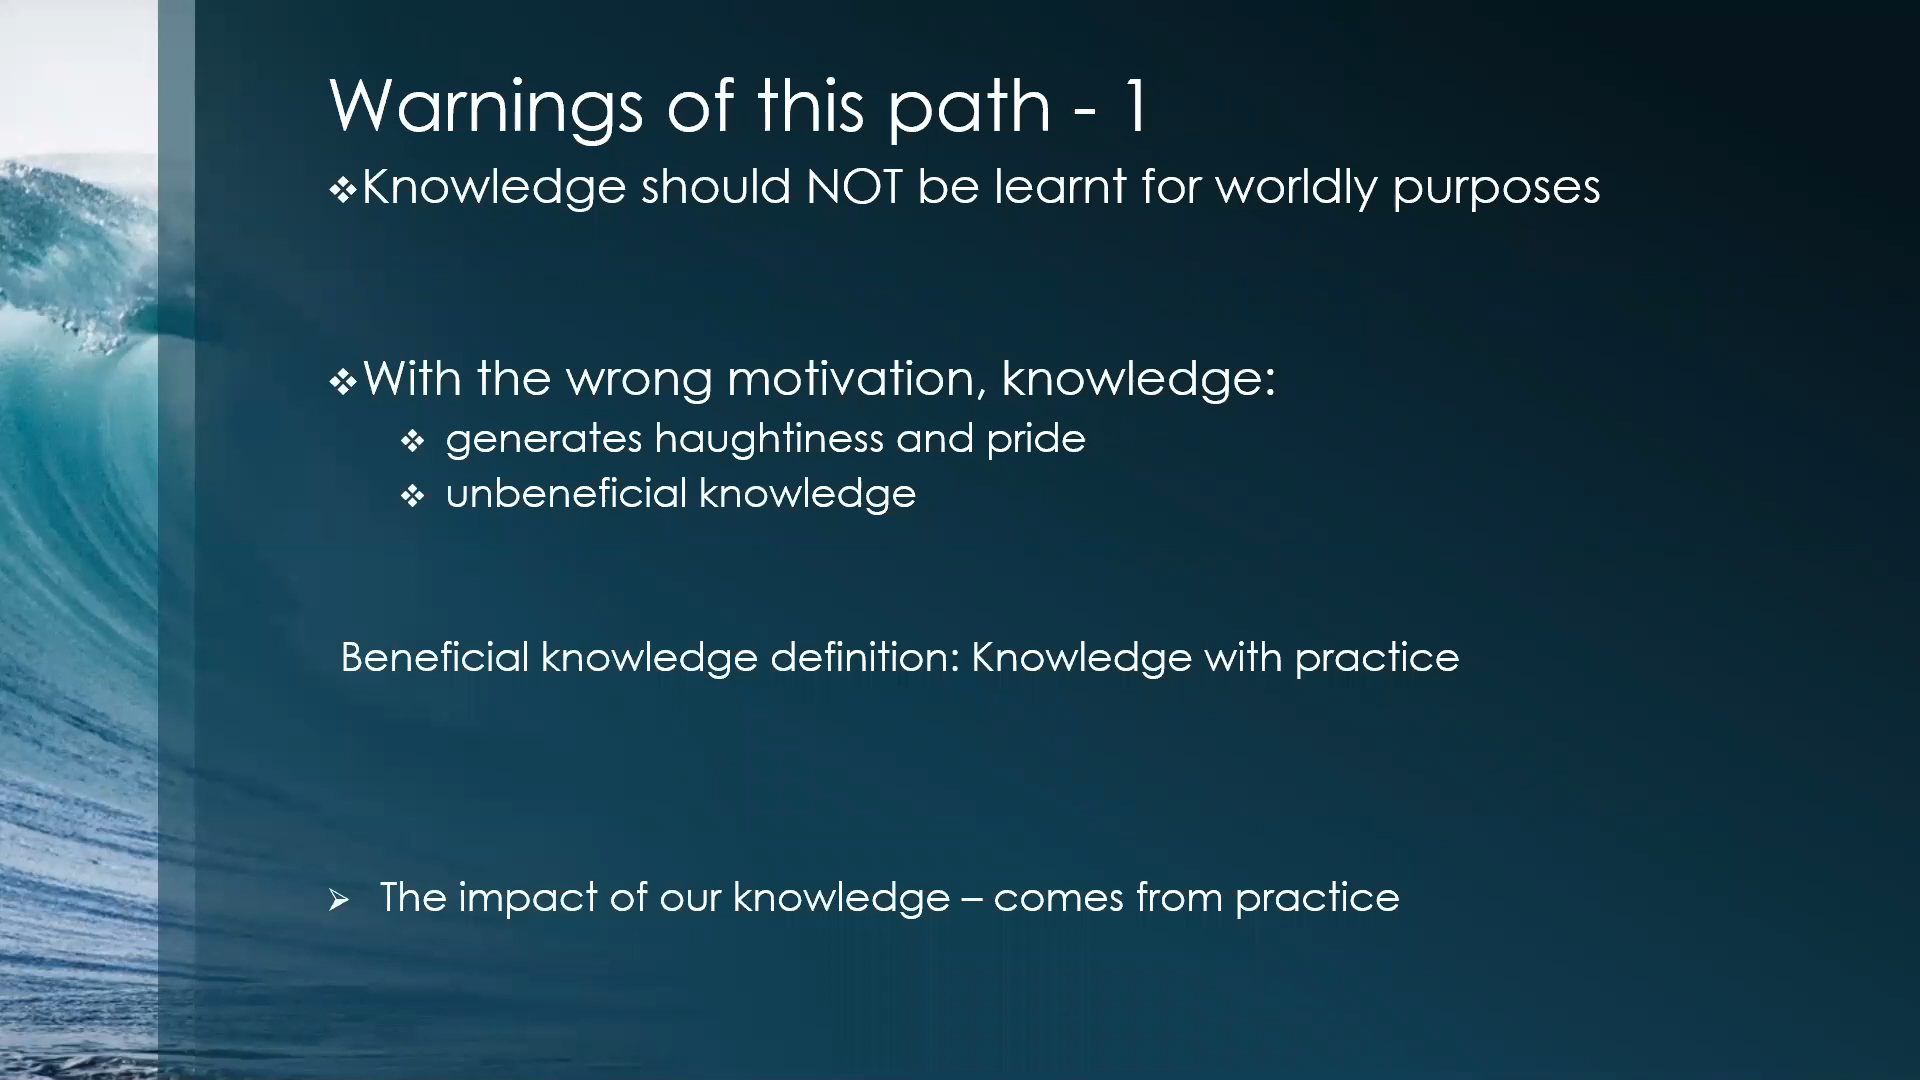 Warnings of this path - 1
❖Knowledge should NOT be learnt for worldly purposes
❖With the wrong motivation, knowledge:
❖ generates haughtiness and pride
❖ unbeneficial knowledge
Beneficial knowledge definition: Knowledge with practice
➢ The impact of our knowledge – comes from practice